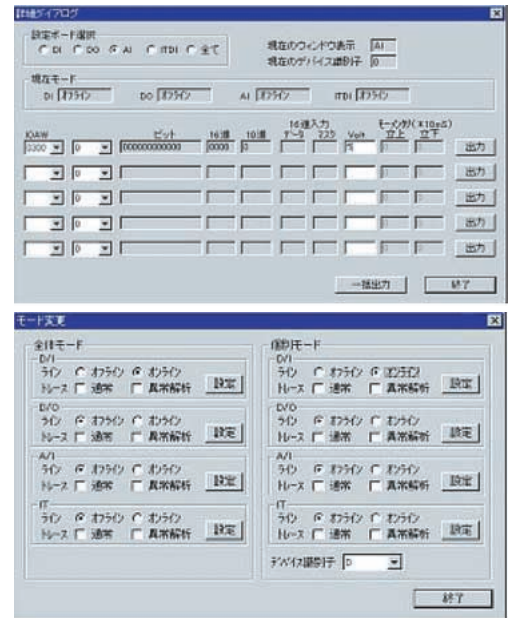 詳細ダイアログ
設定ボード選択
DI DO AI ITDI 全て
現在のウィンドウ表示 AI
現在のデバイス識別子 0
現在モード
DI オフライン DO オフライン AI オフライン ITDI オフライン
16進入力 モーメンタリ(*10mS)
IOAW ビット 16進 10進 データ マスク Volt 立上 立下
0300 0 000000000000 0000 0 出力
出力
出力
出力
出力
一括出力 終了
モード変更
全体モード
D/I
ライン オフライン オンライン
トレース 通常 異常解析 設定
D/O
ライン オフライン オンライン
トレース 通常 異常解析 設定
A/I
ライン オフライン オンライン
トレース 通常 異常解析 設定
IT
ライン オフライン オンライン
トレース 通常 異常解析 設定
個別モード
D/I
ライン オフライン オンライン
トレース 通常 異常解析 設定
D/O
ライン オフライン オンライン
トレース 通常 異常解析 設定
A/I
ライン オフライン オンライン
トレース 通常 異常解析 設定
IT
ライン オフライン オンライン
トレース 通常 異常解析 設定
デバイス識別子 0
終了